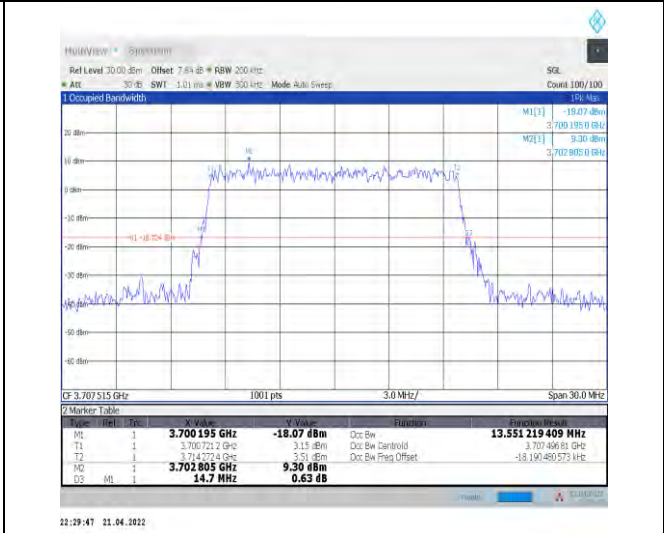 MultiView Spectrum
Ref Level 30.00 dBm Offset 7.64 dB RBW 200 kHz SGL
Att 30 dB SWT 1.01 ms VBW 500 kHz Mode Auto Sweep Count 100/100
1 Occupied Bandwidth 1Pk Max
M1[1] -18.07 dBm
3.700 195 0 GHz
M2[1] 9.30 dBm
3.702 805 0 GHz
20 dBm
10 dBm
0 dBm
-10 dBm
-20 dBm
-30 dBm
-40 dBm
-50 dBm
-60 dBm
CF 3.707 515 GHz 1001 pts 3.0 MHz/ Span 30.0 MHz
2 Marker Table
Type Ref Trc X-Value Y-Value Function Function Result
M1 1 3.700 195 GHz -18.07 dBm Occ Bw 13.551 219 409 MHz
T1 1 3.700 721 2 GHz 3.15 dBm Occ Bw Centroid 3.707 496 81 GHz
T2 1 3.714 272 4 GHz 3.51 dBm Occ Bw Freq Offset -18.190 480 573 kHz
M2 1 3.702 805 GHz 9.30 dBm
D3 M1 1 14.7 MHz 0.63 dB
22:29:47 21.04.2022